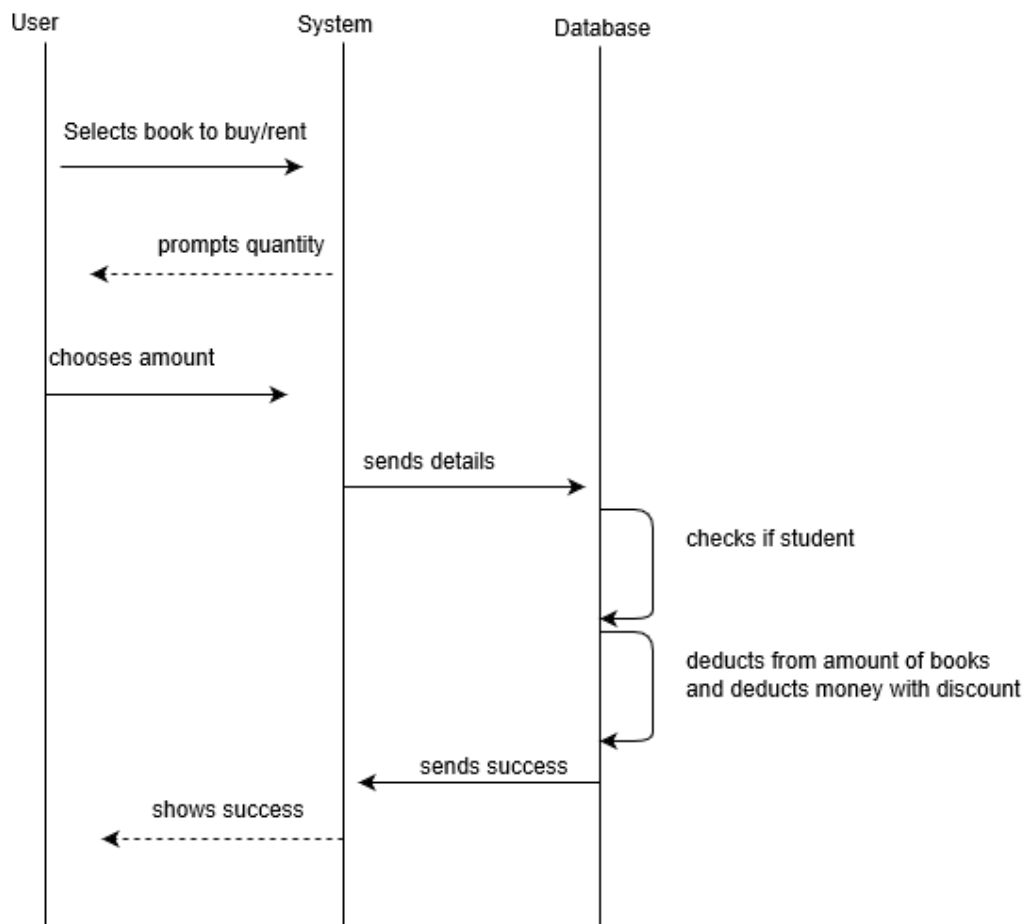 User
System
Database
Selects book to buy/rent
prompts quantity
chooses amount
sends details
checks if student
deducts from amount of books
and deducts money with discount
sends success
shows success